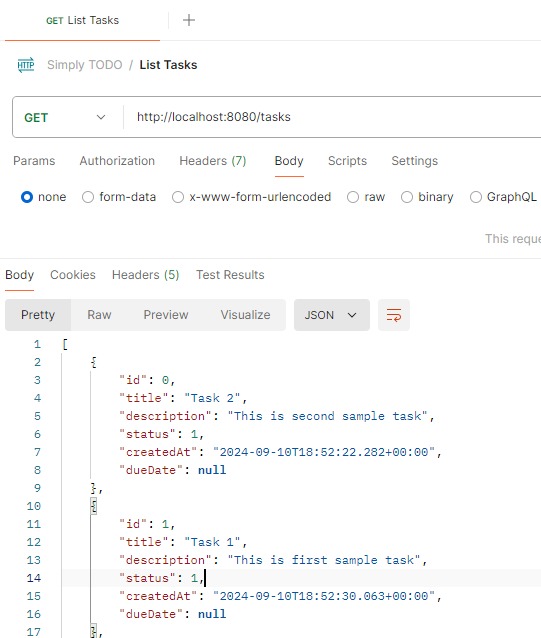 GET List Tasks +
HTTP Simply TODO / List Tasks
GET http://localhost:8080/tasks
Params Authorization Headers (7) Body Scripts Settings
none form-data x-www-form-urlencoded raw binary GraphQL
This reque
Body Cookies Headers (5) Test Results
Pretty Raw Preview Visualize JSON
1 [
2 {
3 "id": 0,
4 "title": "Task 2",
5 "description": "This is second sample task",
6 "status": 1,
7 "createdAt": "2024-09-10T18:52:22.282+00:00",
8 "dueDate": null
9 },
10 {
11 "id": 1,
12 "title": "Task 1",
13 "description": "This is first sample task",
14 "status": 1,
15 "createdAt": "2024-09-10T18:52:30.063+00:00",
16 "dueDate": null
17 },